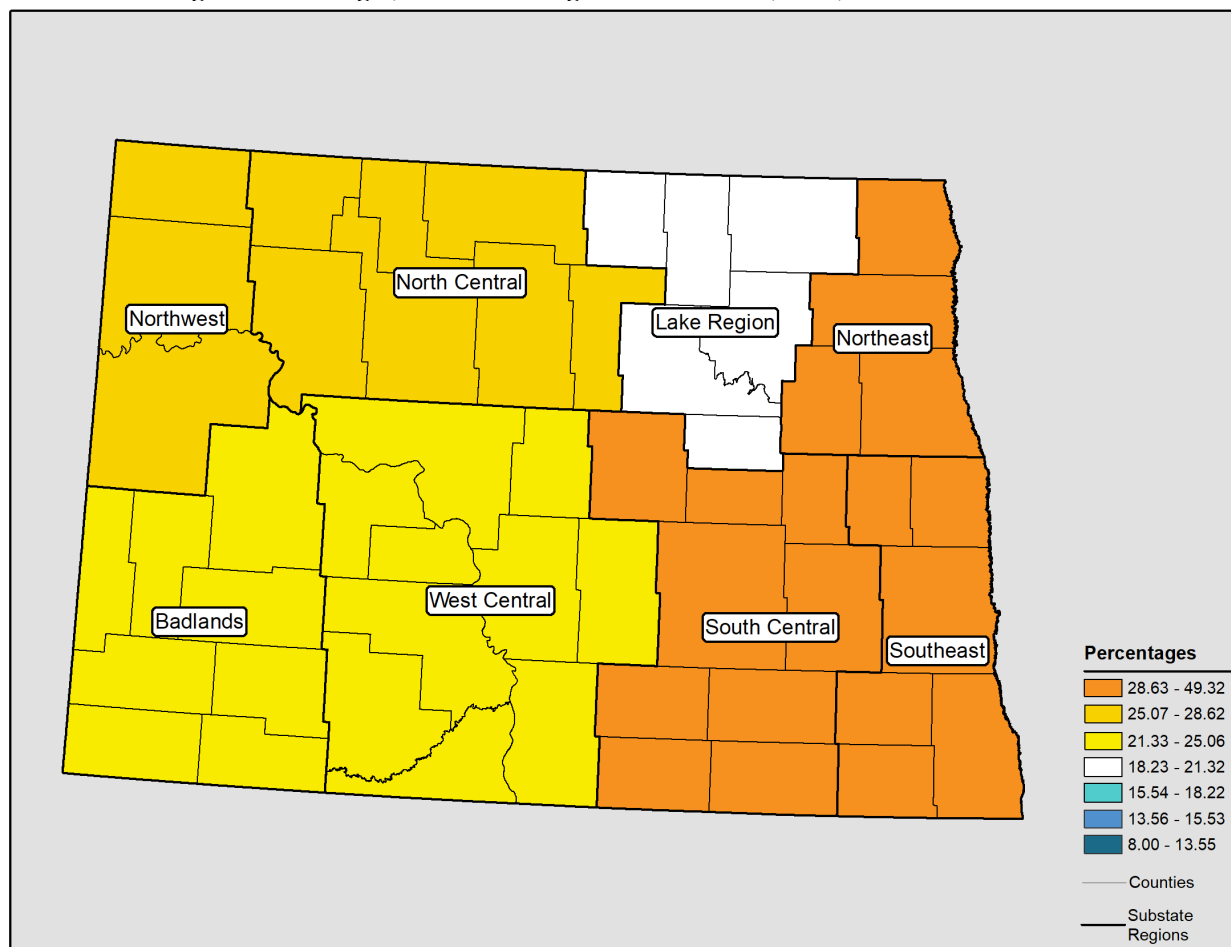 North Central
Northwest
Lake Region
Northeast
West Central
Badlands
South Central
Southeast
Percentages
28.63 - 49.32
25.07 - 28.62
21.33 - 25.06
18.23 - 21.32
15.54 - 18.22
13.56 - 15.53
8.00 - 13.55
Counties
Substate
Regions